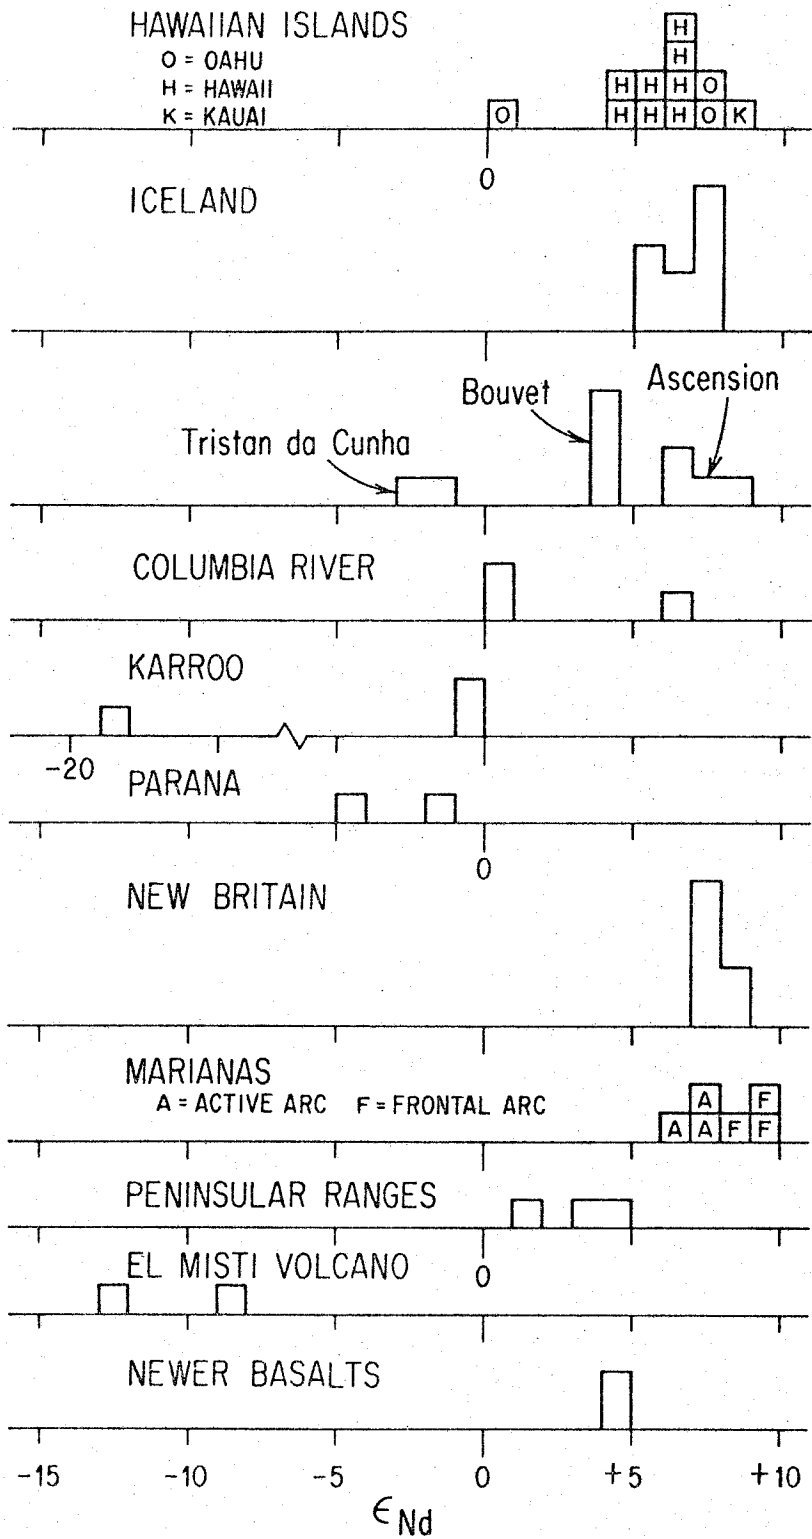 HAWAIIAN ISLANDS
O = OAHU
H = HAWAII
K = KAUAI
H
H
H H H O
O H H H O K
0
ICELAND
Bouvet
Ascension
Tristan da Cunha
COLUMBIA RIVER
KARROO
-20
PARANA
0
NEW BRITAIN
MARIANAS
A = ACTIVE ARC F = FRONTAL ARC
A F
A A F F
PENINSULAR RANGES
EL MISTI VOLCANO
0
NEWER BASALTS
-15 -10 -5 0 +5 +10
ϵNd